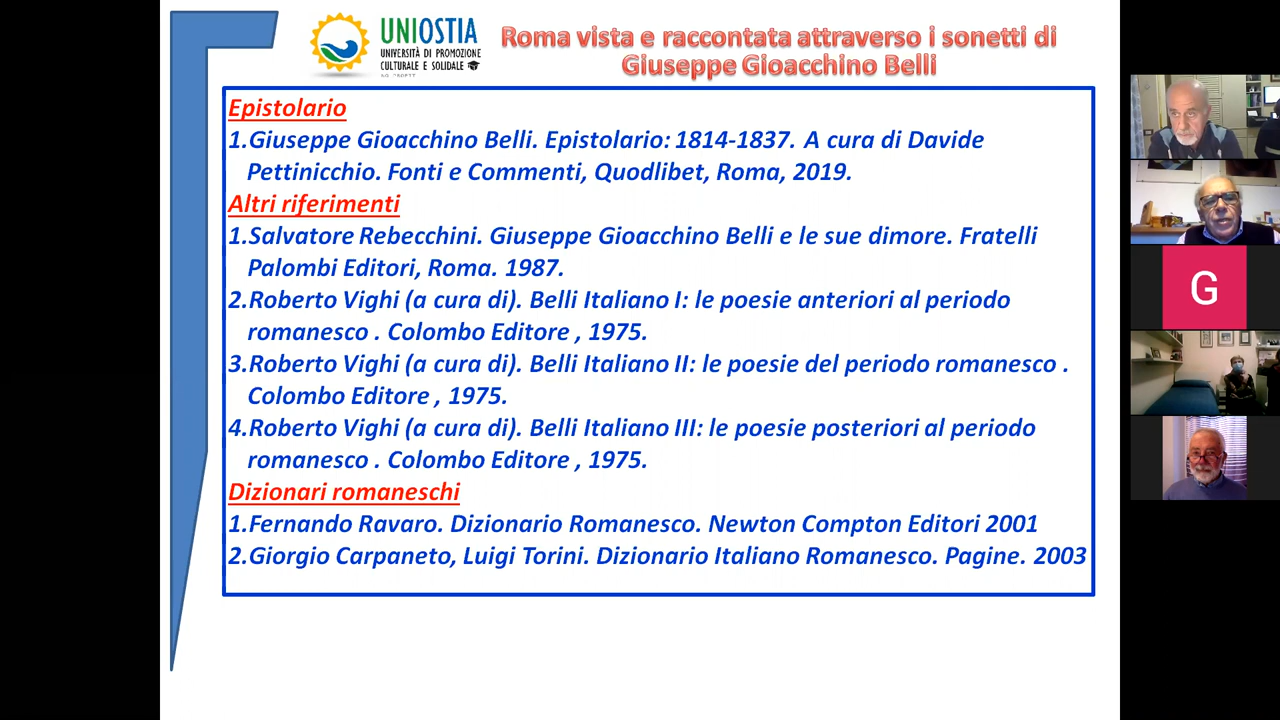 UNIOSTIA
UNIVERSITÀ DI PROMOZIONE
CULTURALE E SOLIDALE
Roma vista e raccontata attraverso i sonetti di
Giuseppe Gioacchino Belli
Epistolario
1.Giuseppe Gioacchino Belli. Epistolario: 1814-1837. A cura di Davide
Pettinicchio. Fonti e Commenti, Quodlibet, Roma, 2019.
Altri riferimenti
1.Salvatore Rebecchini. Giuseppe Gioacchino Belli e le sue dimore. Fratelli
Palombi Editori, Roma. 1987.
2.Roberto Vighi (a cura di). Belli Italiano I: le poesie anteriori al periodo
romanesco . Colombo Editore , 1975.
3.Roberto Vighi (a cura di). Belli Italiano II: le poesie del periodo romanesco .
Colombo Editore , 1975.
4.Roberto Vighi (a cura di). Belli Italiano III: le poesie posteriori al periodo
romanesco . Colombo Editore , 1975.
Dizionari romaneschi
1.Fernando Ravaro. Dizionario Romanesco. Newton Compton Editori 2001
2.Giorgio Carpaneto, Luigi Torini. Dizionario Italiano Romanesco. Pagine. 2003
G